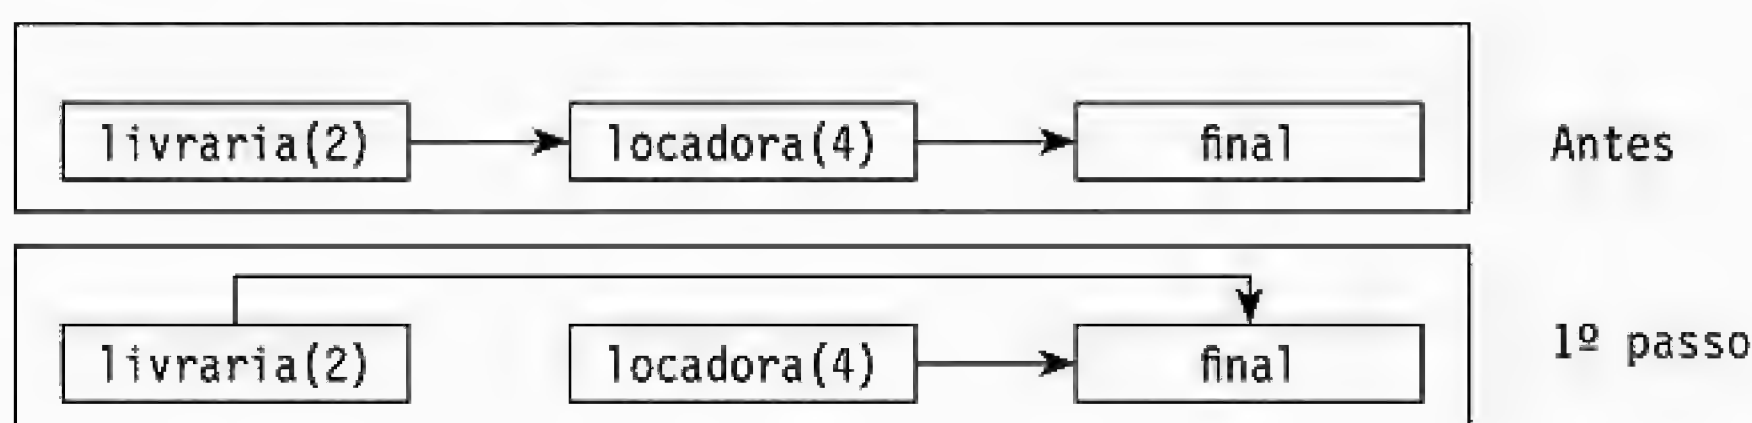 livraria(2) locadora(4) final Antes
livraria(2) locadora(4) final 1º passo